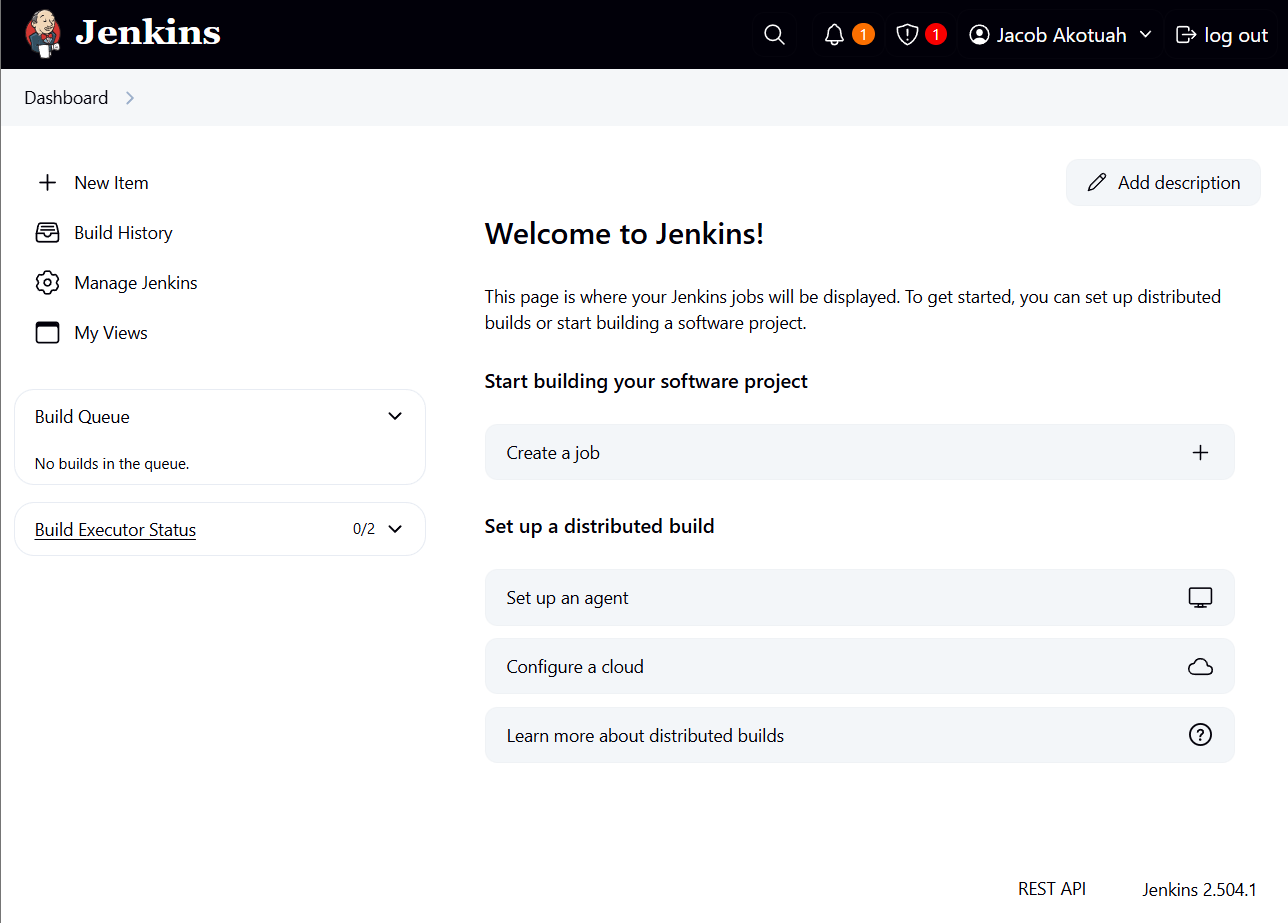 Jenkins
1
1
Jacob Akotuah
log out
Dashboard
New Item
Build History
Manage Jenkins
My Views
Build Queue
No builds in the queue.
Build Executor Status
0/2
Add description
Welcome to Jenkins!
This page is where your Jenkins jobs will be displayed. To get started, you can set up distributed
builds or start building a software project.
Start building your software project
Create a job
Set up a distributed build
Set up an agent
Configure a cloud
Learn more about distributed builds
REST API
Jenkins 2.504.1